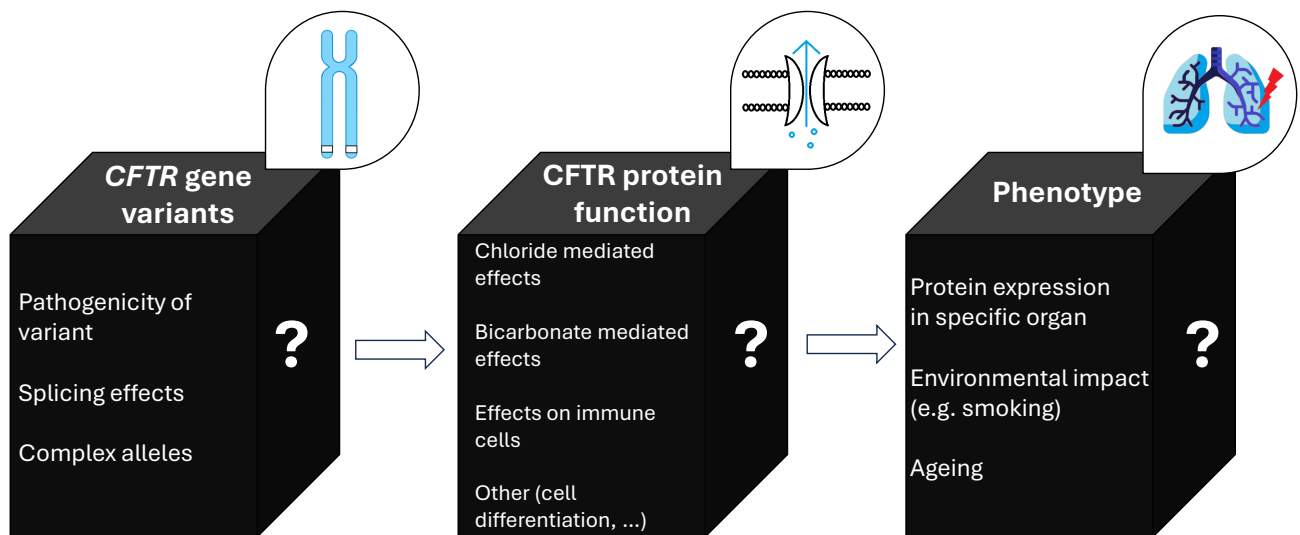 CFTR gene
variants
Pathogenicity of
variant
Splicing effects
Complex alleles
?
CFTR protein
function
Chloride mediated
effects
Bicarbonate mediated
effects
Effects on immune
cells
Other (cell
differentiation, ...)
?
Phenotype
Protein expression
in specific organ
Environmental impact
(e.g. smoking)
Ageing
?